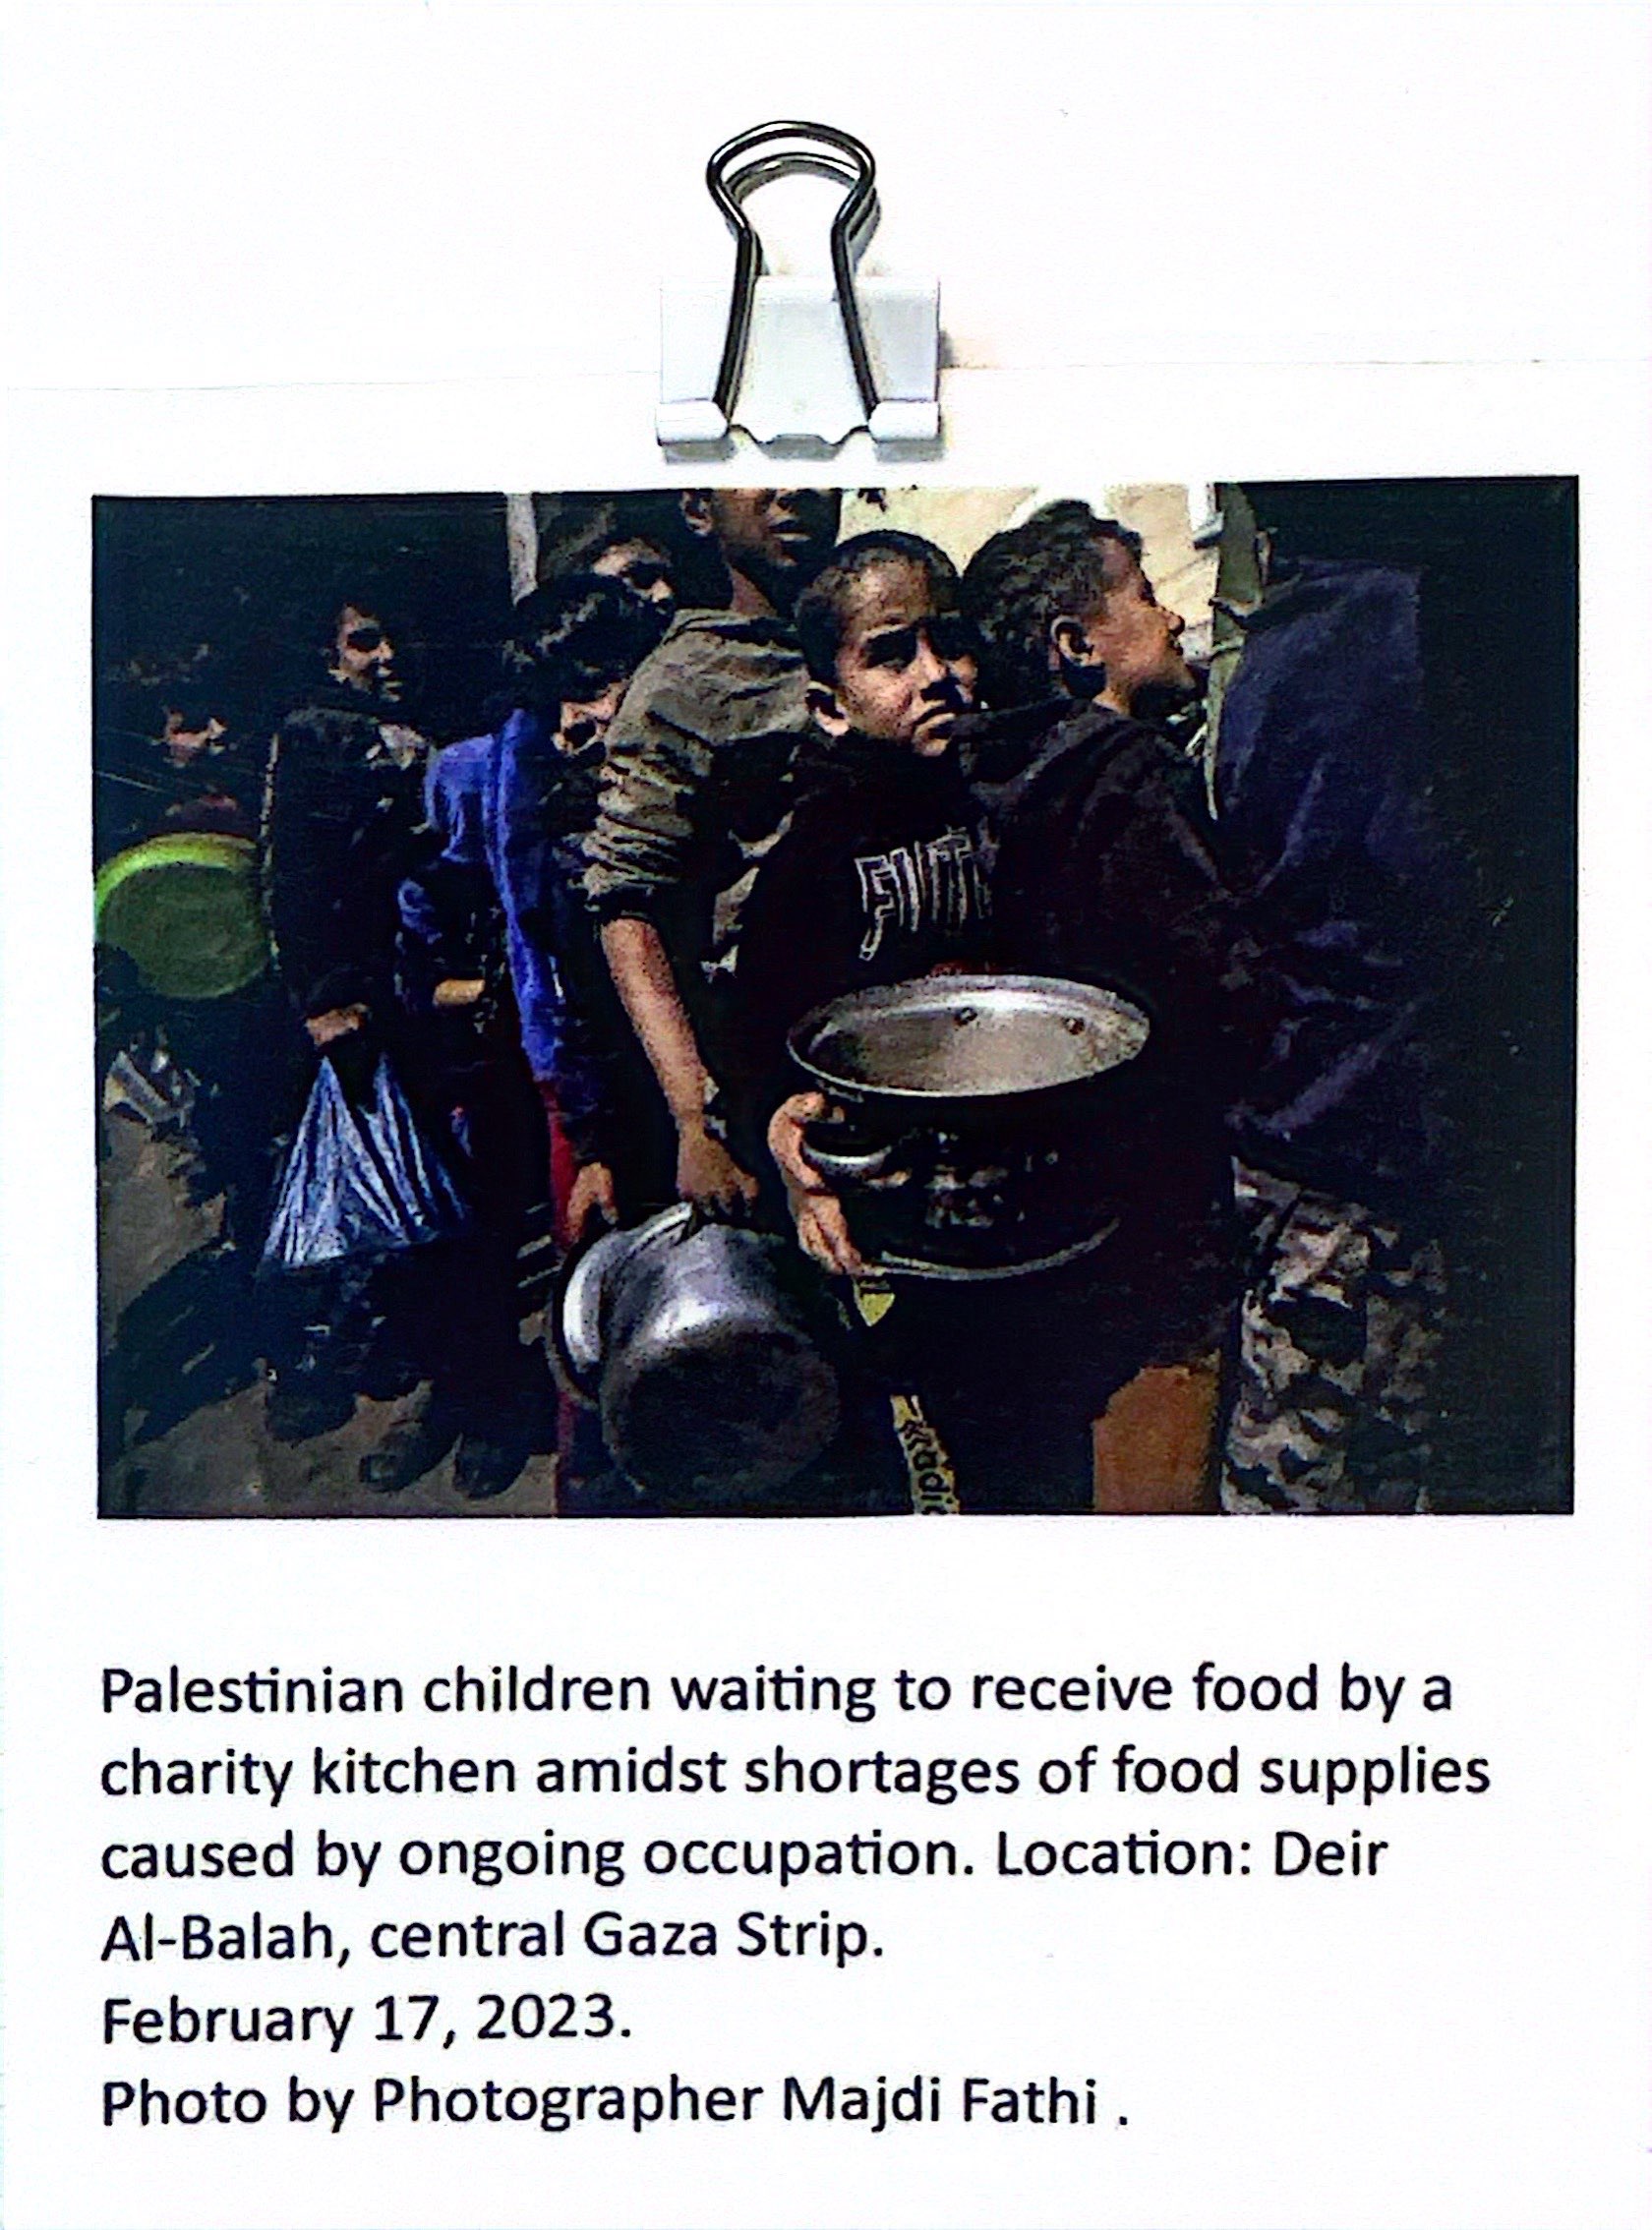 Palestinian children waiting to receive food by a
charity kitchen amidst shortages of food supplies
caused by ongoing occupation. Location: Deir
Al-Balah, central Gaza Strip.
February 17, 2023.
Photo by Photographer Majdi Fathi .